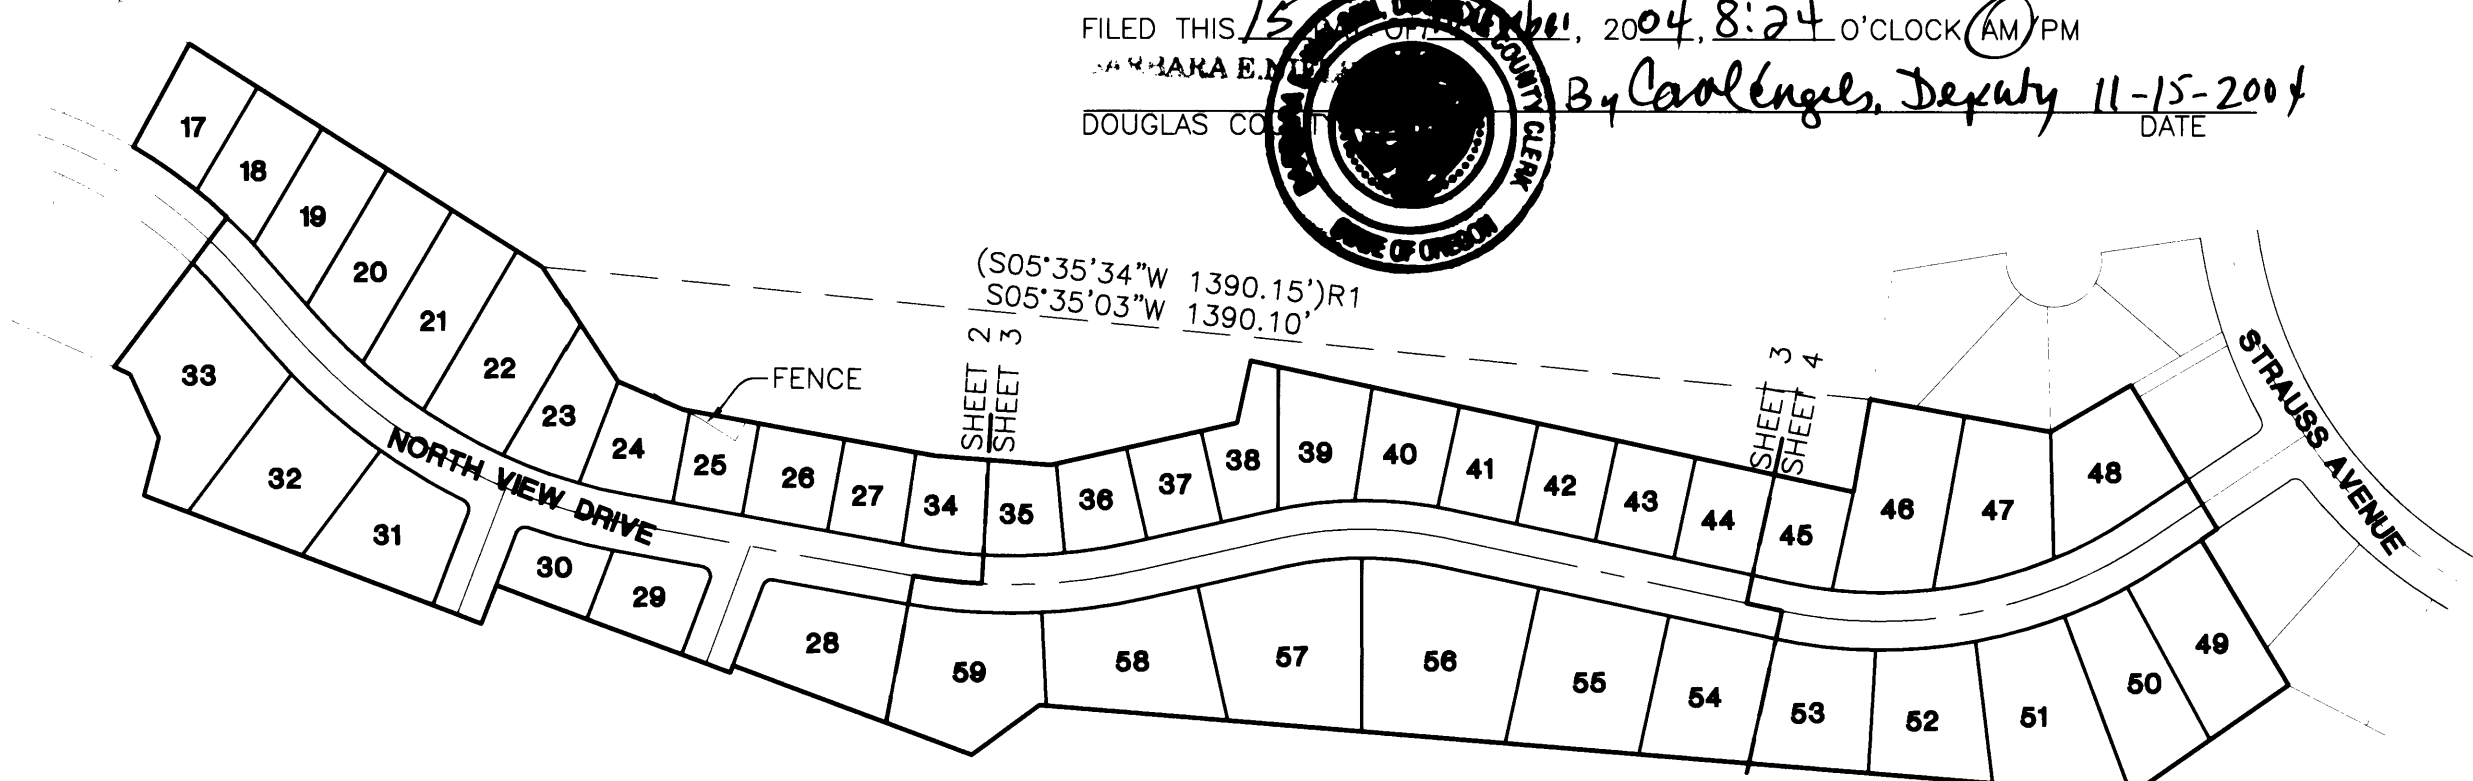 FILED THIS 15 OF, 2004, 8:24 O'CLOCK AM/PM
BARBARA E.
By Carol Engels, Deputy 11-15-2004
DOUGLAS COUNTY
DATE
COUNTY CLERK
STATE OF OREGON
(S05°35'34"W 1390.15')R1
S05°35'03"W 1390.10'
SHEET 2
SHEET 3
SHEET 3
SHEET 4
FENCE
NORTH VIEW DRIVE
STRAUSS AVENUE
17
18
19
20
21
22
23
24
25
26
27
34
35
36
37
38
39
40
41
42
43
44
45
46
47
48
33
32
31
30
29
28
59
58
57
56
55
54
53
52
51
50
49